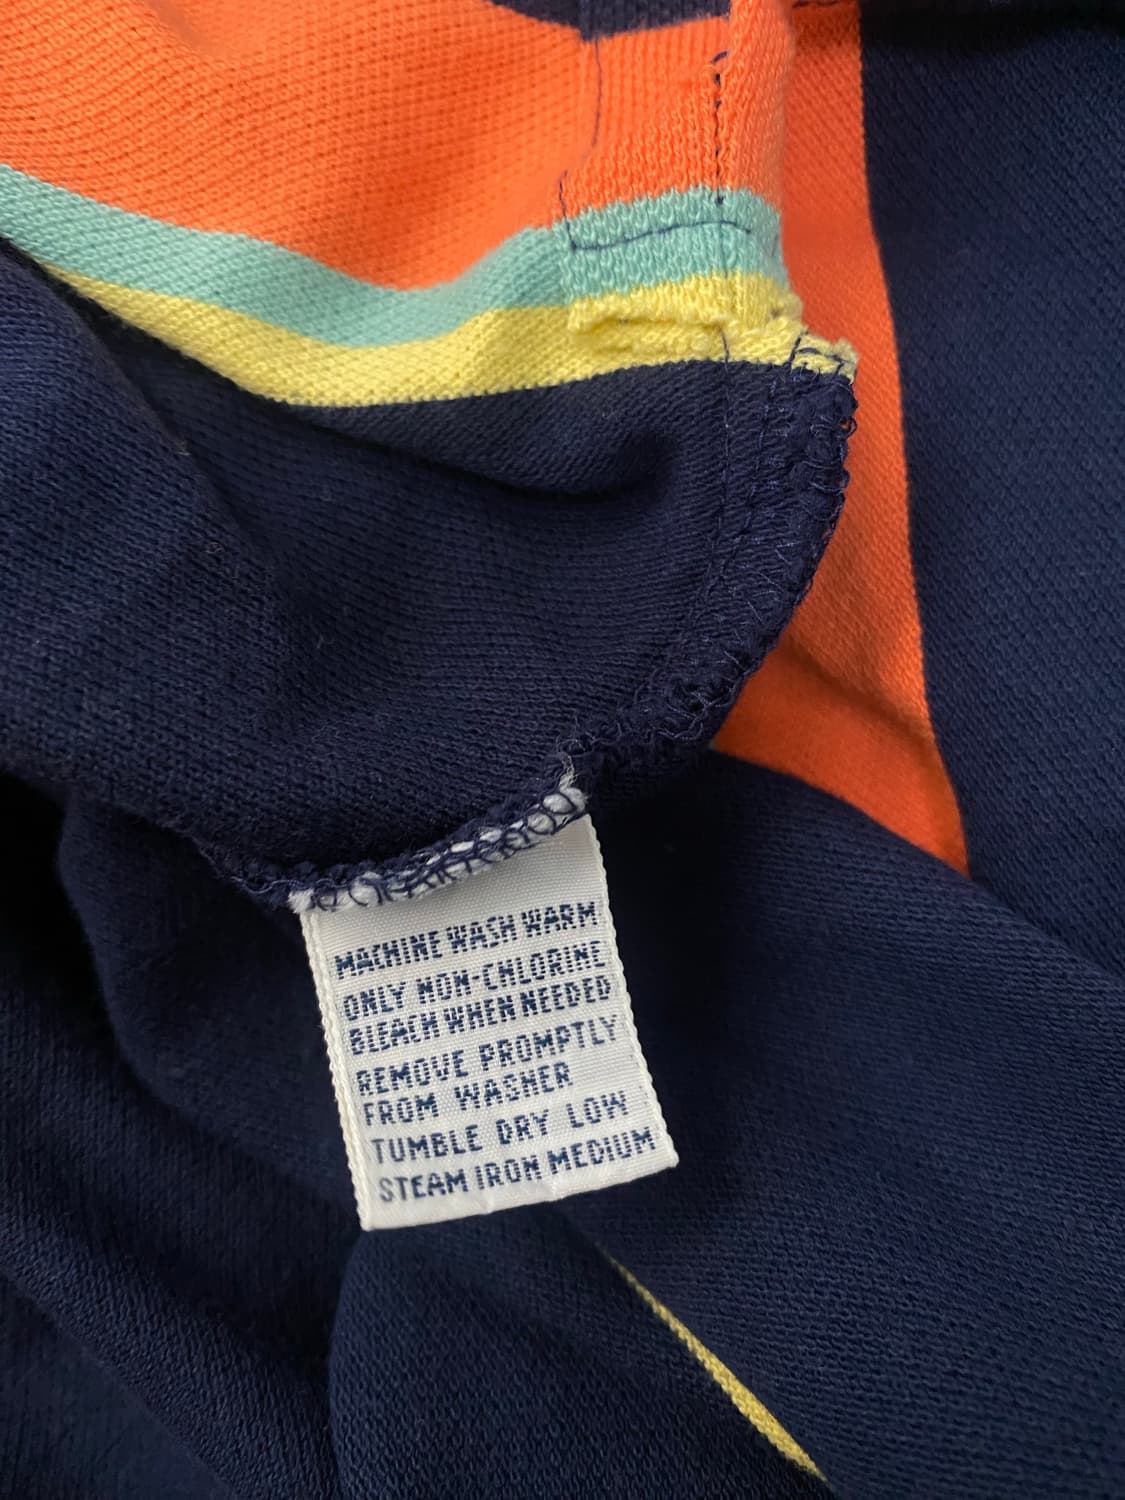 MACHINE WASH WARM
ONLY NON-CHLORINE
BLEACH WHEN NEEDED
REMOVE PROMPTLY
FROM WASHER
TUMBLE DRY LOW
STEAM IRON MEDIUM